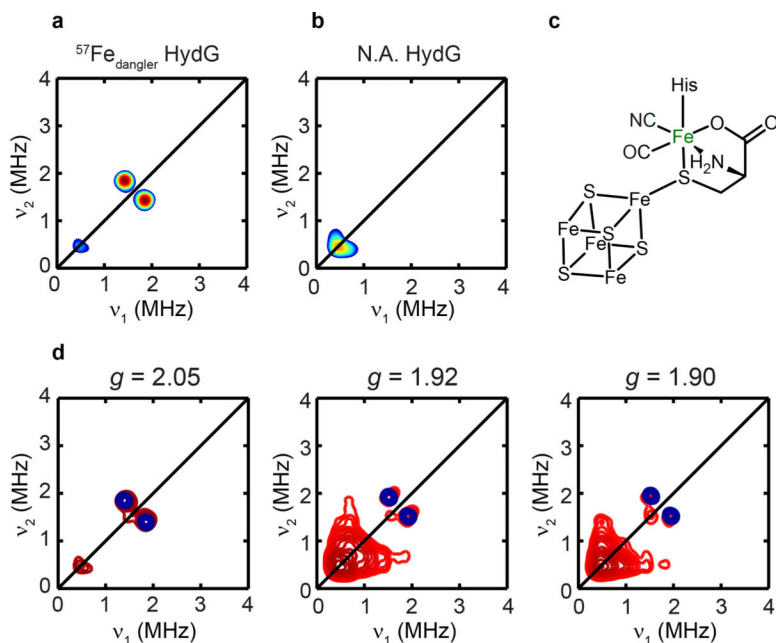 a
⁵⁷Fe_dangler HydG
4
3
2
1
0
ν₂ (MHz)
0 1 2 3 4
ν₁ (MHz)
b
N.A. HydG
4
3
2
1
0
ν₂ (MHz)
0 1 2 3 4
ν₁ (MHz)
c
His
NC
Fe
O
O
OC
H₂N
S
S
Fe
Fe
S
Fe
S
S
Fe
d
g = 2.05
4
3
2
1
0
ν₂ (MHz)
0 1 2 3 4
ν₁ (MHz)
g = 1.92
4
3
2
1
0
ν₂ (MHz)
0 1 2 3 4
ν₁ (MHz)
g = 1.90
4
3
2
1
0
ν₂ (MHz)
0 1 2 3 4
ν₁ (MHz)